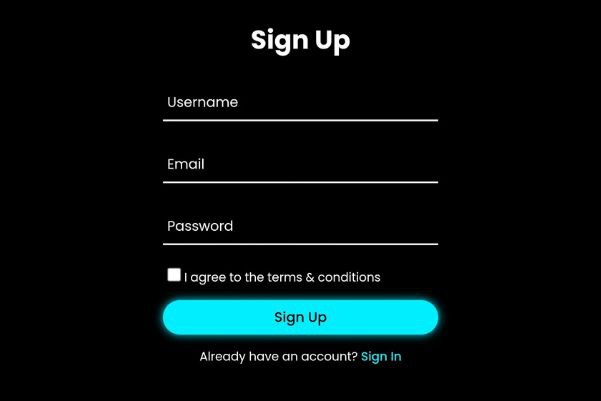 Sign Up
Username
Email
Password
I agree to the terms & conditions
Sign Up
Already have an account? Sign In